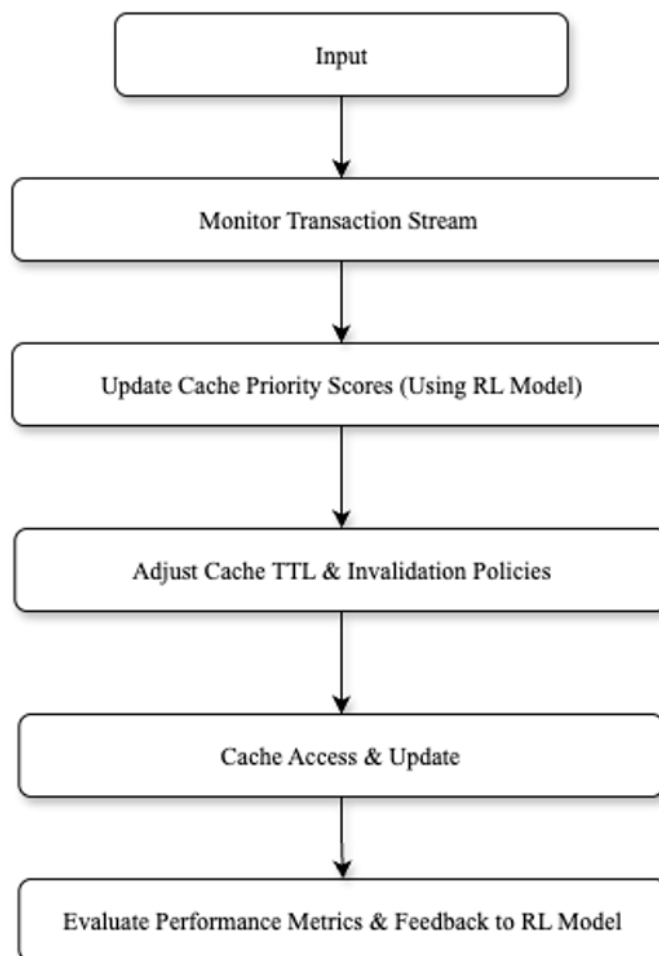 Input
Monitor Transaction Stream
Update Cache Priority Scores (Using RL Model)
Adjust Cache TTL & Invalidation Policies
Cache Access & Update
Evaluate Performance Metrics & Feedback to RL Model